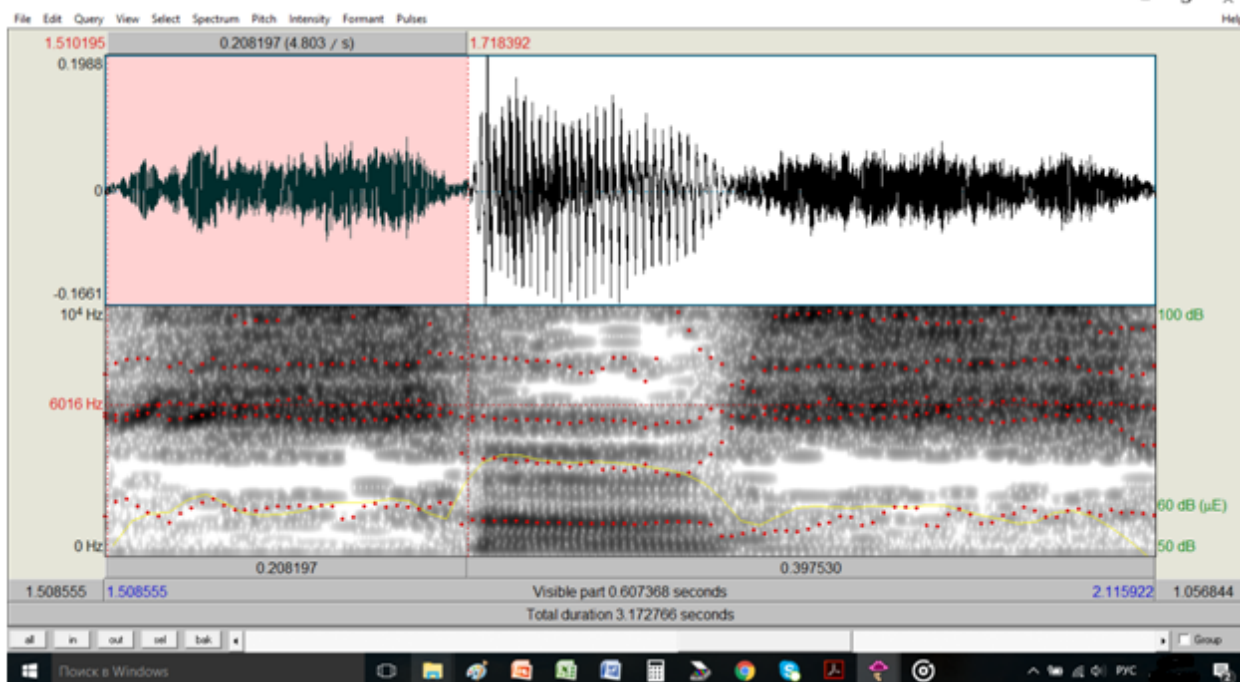 File Edit Query View Select Spectrum Pitch Intensity Formant Pulses Help
1.510195 0.208197 (4.803 / s) 1.718392
0.1988
0
-0.1661
10⁴ Hz 100 dB
6016 Hz
60 dB (µE)
0 Hz 50 dB
0.208197 0.397530
1.508555 1.508555 Visible part 0.607368 seconds 2.115922 1.056844
Total duration 3.172766 seconds
all in out sel bak Group
Поиск в Windows РУС